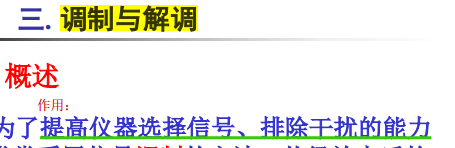 三. 调制与解调
概述
作用：
为了提高仪器选择信号、排除干扰的能力